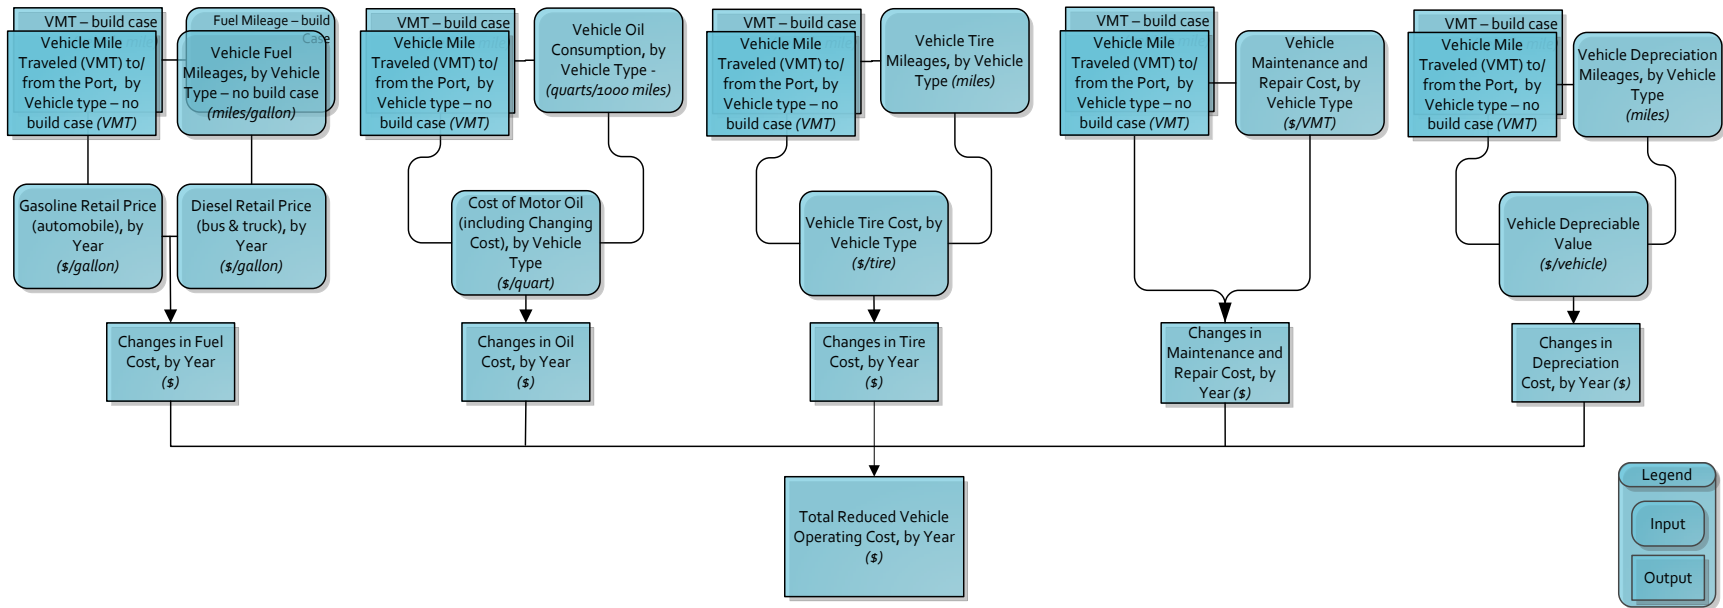 VMT – build case
Vehicle Mile
Traveled (VMT) to/
from the Port, by
Vehicle type – no
build case (VMT)
Fuel Mileage – build
Case
Vehicle Fuel
Mileages, by Vehicle
Type – no build case
(miles/gallon)
VMT – build case
Vehicle Mile
Traveled (VMT) to/
from the Port, by
Vehicle type – no
build case (VMT)
Vehicle Oil
Consumption, by
Vehicle Type -
(quarts/1000 miles)
VMT – build case
Vehicle Mile
Traveled (VMT) to/
from the Port, by
Vehicle type – no
build case (VMT)
Vehicle Tire
Mileages, by Vehicle
Type (miles)
VMT – build case
Vehicle Mile
Traveled (VMT) to/
from the Port, by
Vehicle type – no
build case (VMT)
Vehicle
Maintenance and
Repair Cost, by
Vehicle Type
($/VMT)
VMT – build case
Vehicle Mile
Traveled (VMT) to/
from the Port, by
Vehicle type – no
build case (VMT)
Vehicle Depreciation
Mileages, by Vehicle
Type
(miles)
Gasoline Retail Price
(automobile), by
Year
($/gallon)
Diesel Retail Price
(bus & truck), by
Year
($/gallon)
Cost of Motor Oil
(including Changing
Cost), by Vehicle
Type
($/quart)
Vehicle Tire Cost, by
Vehicle Type
($/tire)
Vehicle Depreciable
Value
($/vehicle)
Changes in Fuel
Cost, by Year
($)
Changes in Oil
Cost, by Year
($)
Changes in Tire
Cost, by Year
($)
Changes in
Maintenance and
Repair Cost, by
Year ($)
Changes in
Depreciation
Cost, by Year ($)
Total Reduced Vehicle
Operating Cost, by Year
($)
Legend
Input
Output